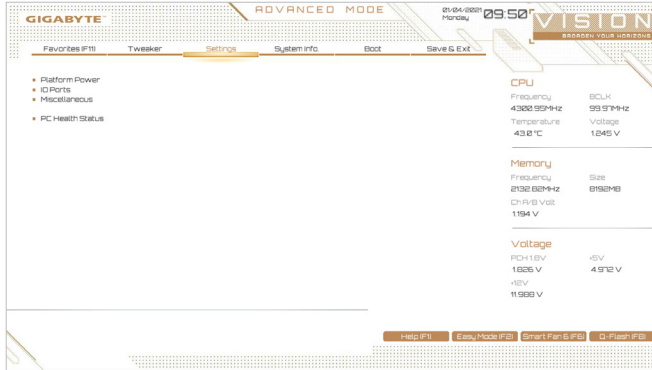 GIGABYTE
ADVANCED MODE
01/04/2021
Monday
09:50
VISION
BROADEN YOUR HORIZONS
Favorites (F11)
Tweaker
Settings
System Info.
Boot
Save & Exit
Platform Power
IO Ports
Miscellaneous
PC Health Status
CPU
Frequency BCLK
4300.95MHz 99.97MHz
Temperature Voltage
43.0 °C 1.245 V
Memory
Frequency Size
2132.82MHz 8192MB
Ch A/B Volt
1.194 V
Voltage
PCH 1.8V +5V
1.826 V 4.972 V
+12V
11.988 V
Help (F1)
Easy Mode (F2)
Smart Fan 6 (F6)
Q-Flash (F8)